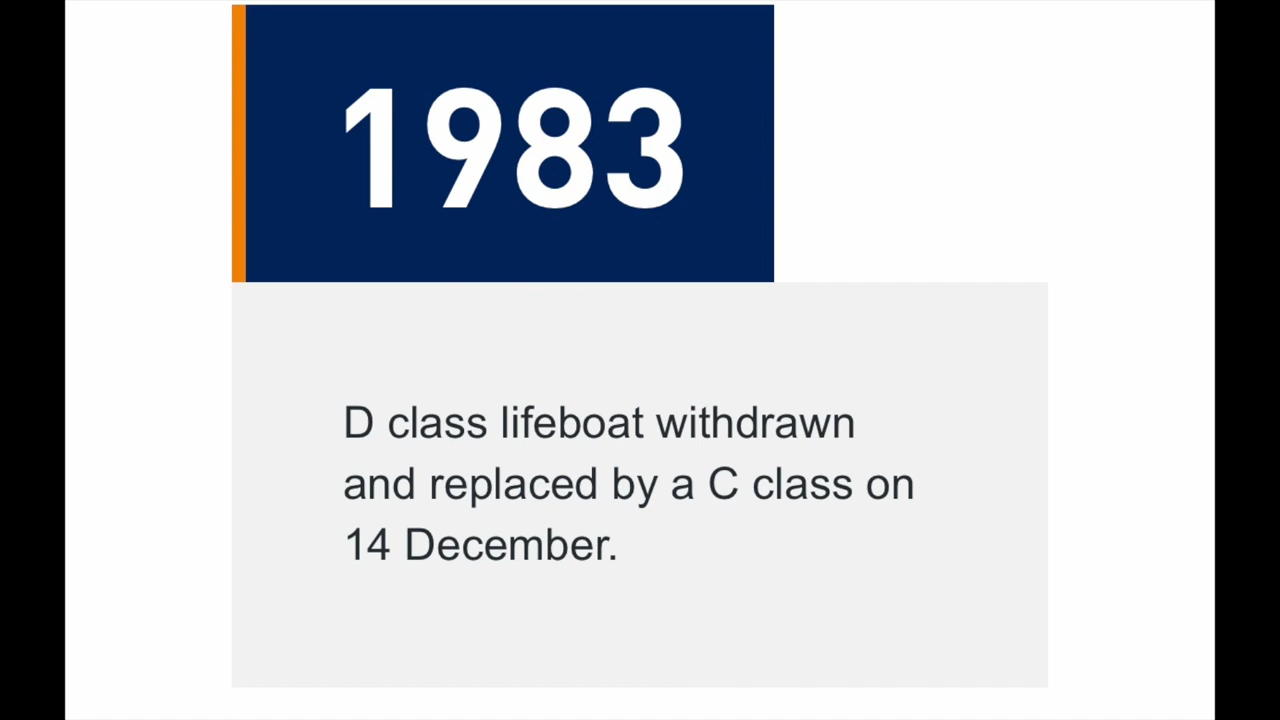 1983
D class lifeboat withdrawn
and replaced by a C class on
14 December.